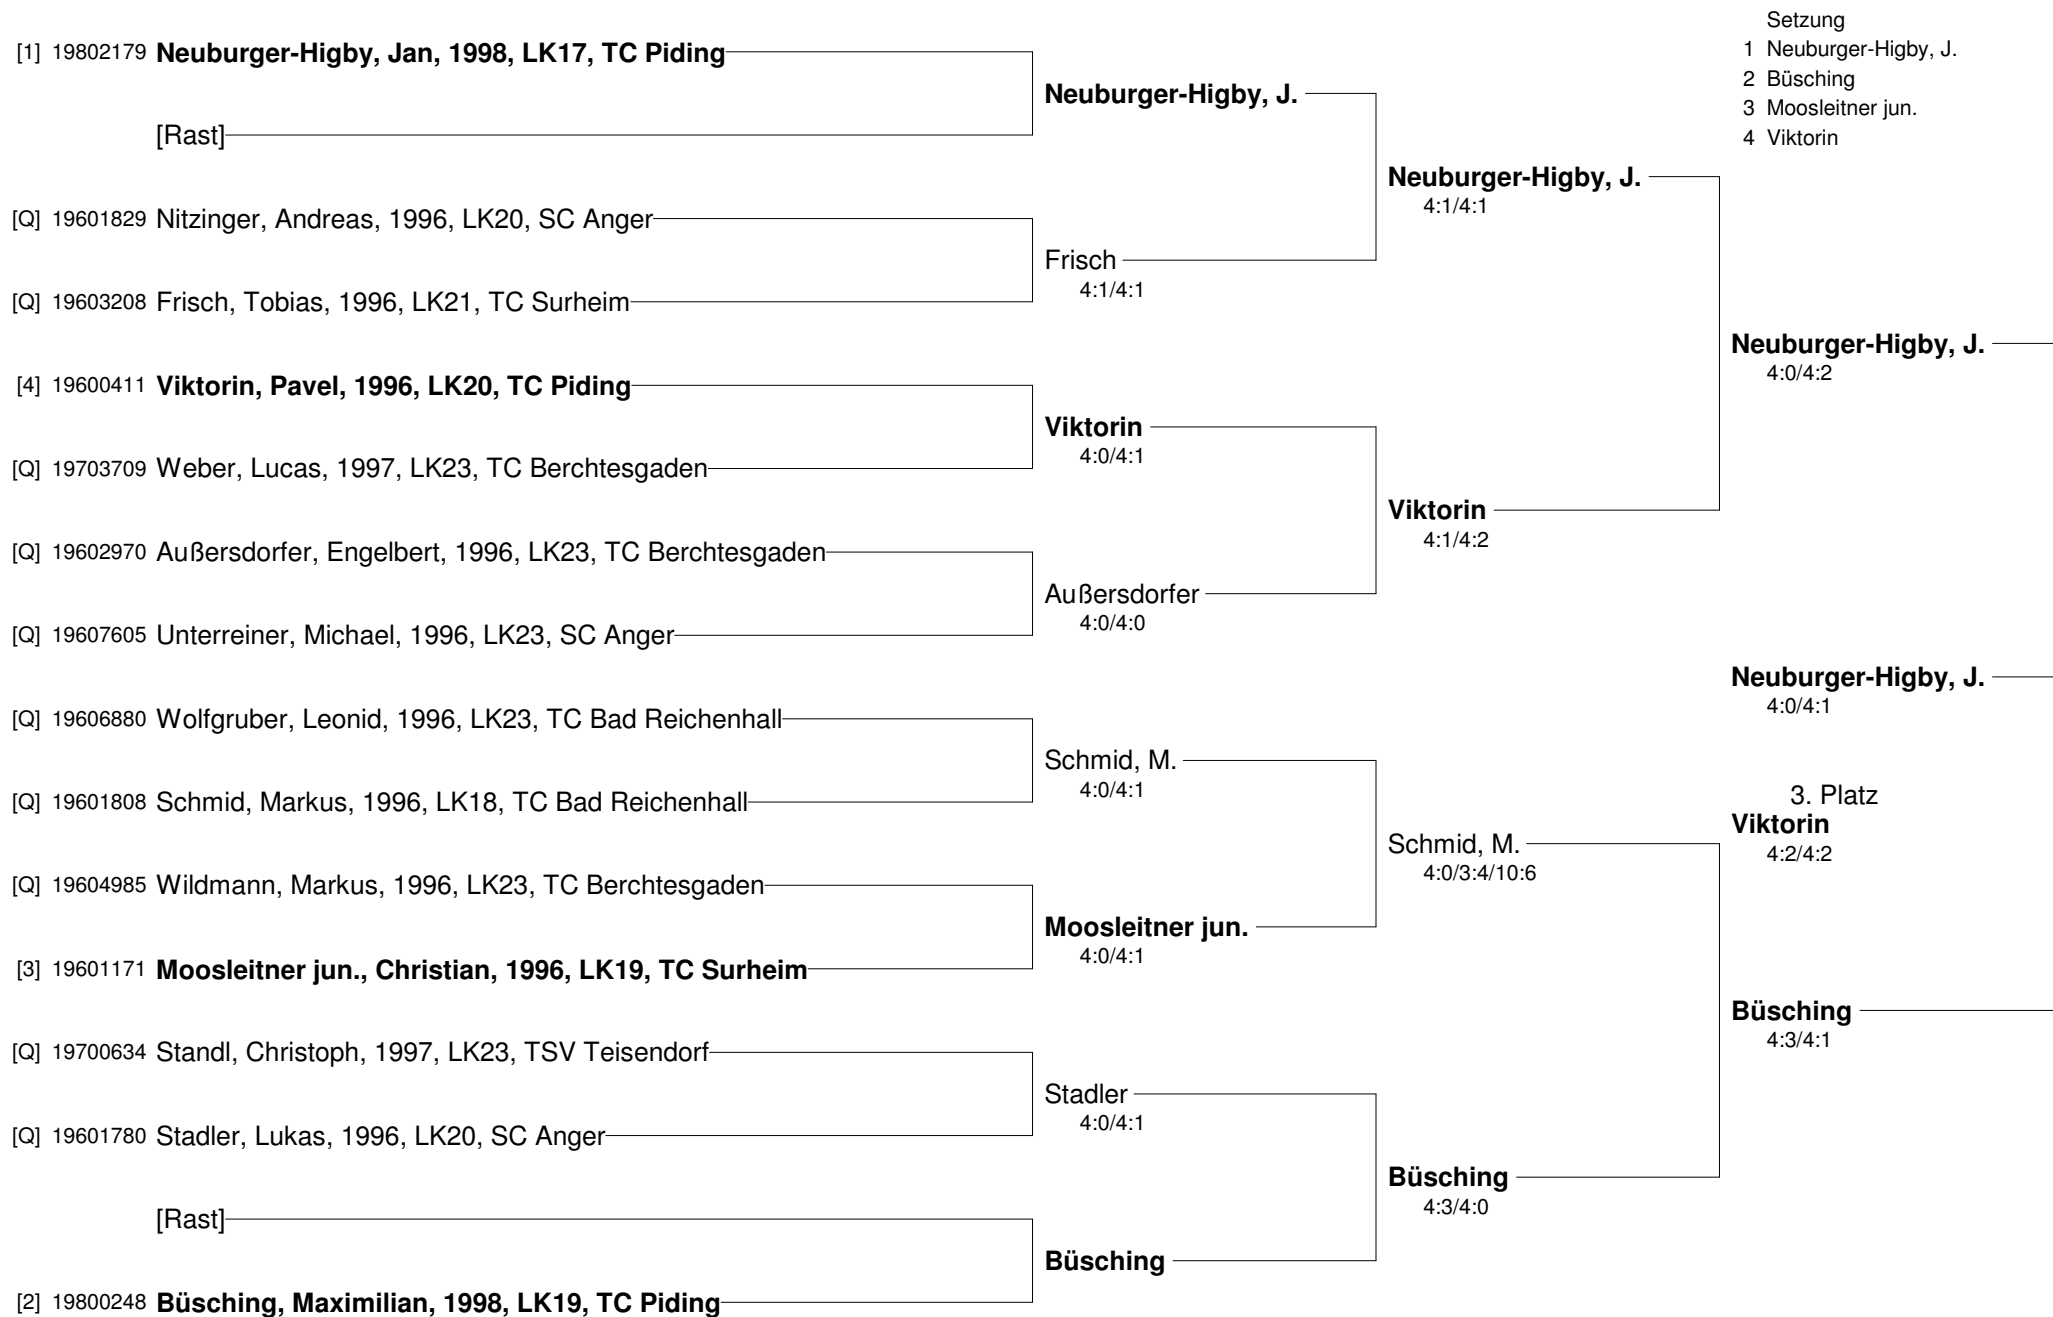 Setzung
1 Neuburger-Higby, J.
2 Büsching
3 Moosleitner jun.
4 Viktorin
[1] 19802179 Neuburger-Higby, Jan, 1998, LK17, TC Piding
[Rast]
[Q] 19601829 Nitzinger, Andreas, 1996, LK20, SC Anger
[Q] 19603208 Frisch, Tobias, 1996, LK21, TC Surheim
[4] 19600411 Viktorin, Pavel, 1996, LK20, TC Piding
[Q] 19703709 Weber, Lucas, 1997, LK23, TC Berchtesgaden
[Q] 19602970 Außersdorfer, Engelbert, 1996, LK23, TC Berchtesgaden
[Q] 19607605 Unterreiner, Michael, 1996, LK23, SC Anger
[Q] 19606880 Wolfgruber, Leonid, 1996, LK23, TC Bad Reichenhall
[Q] 19601808 Schmid, Markus, 1996, LK18, TC Bad Reichenhall
[Q] 19604985 Wildmann, Markus, 1996, LK23, TC Berchtesgaden
[3] 19601171 Moosleitner jun., Christian, 1996, LK19, TC Surheim
[Q] 19700634 Standl, Christoph, 1997, LK23, TSV Teisendorf
[Q] 19601780 Stadler, Lukas, 1996, LK20, SC Anger
[Rast]
[2] 19800248 Büsching, Maximilian, 1998, LK19, TC Piding
Neuburger-Higby, J.
Frisch
4:1/4:1
Viktorin
4:0/4:1
Außersdorfer
4:0/4:0
Schmid, M.
4:0/4:1
Moosleitner jun.
4:0/4:1
Stadler
4:0/4:1
Büsching
Neuburger-Higby, J.
4:1/4:1
Viktorin
4:1/4:2
Schmid, M.
4:0/3:4/10:6
Büsching
4:3/4:0
Neuburger-Higby, J.
4:0/4:2
Neuburger-Higby, J.
4:0/4:1
3. Platz
Viktorin
4:2/4:2
Büsching
4:3/4:1